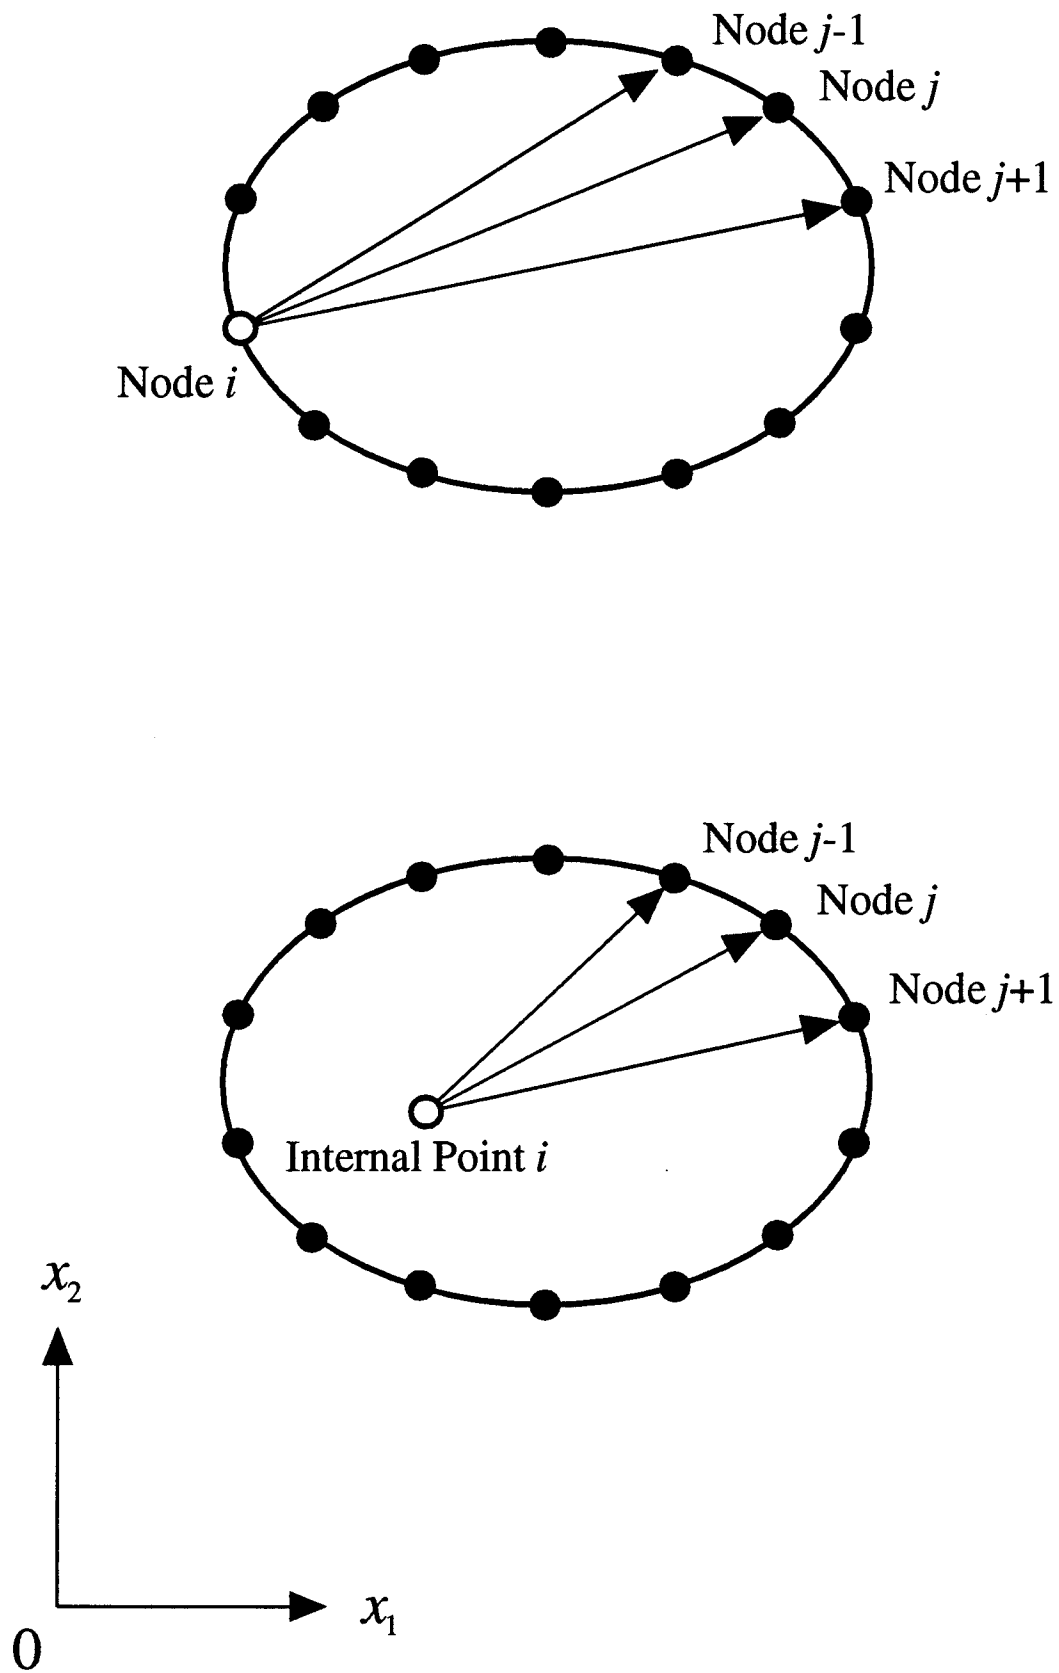 Node j-1
Node j
Node j+1
Node i
Node j-1
Node j
Node j+1
Internal Point i
x₂
x₁
0